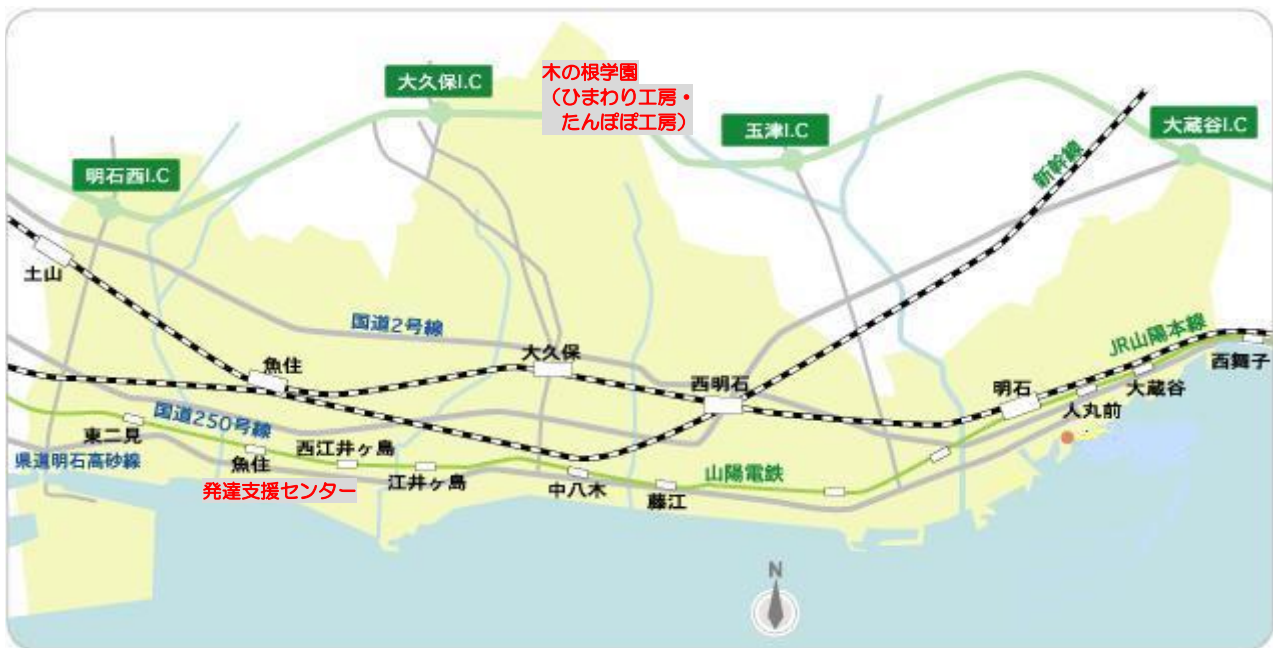 木の根学園
(ひまわり工房・
たんぽぽ工房)
大久保I.C
玉津I.C
大蔵谷I.C
明石西I.C
新幹線
土山
国道2号線
大久保
魚住
西明石
JR山陽本線
西舞子
明石
大蔵谷
人丸前
国道250号線
東二見
西江井ヶ島
県道明石高砂線
魚住
江井ヶ島
山陽電鉄
発達支援センター
中八木
藤江
N